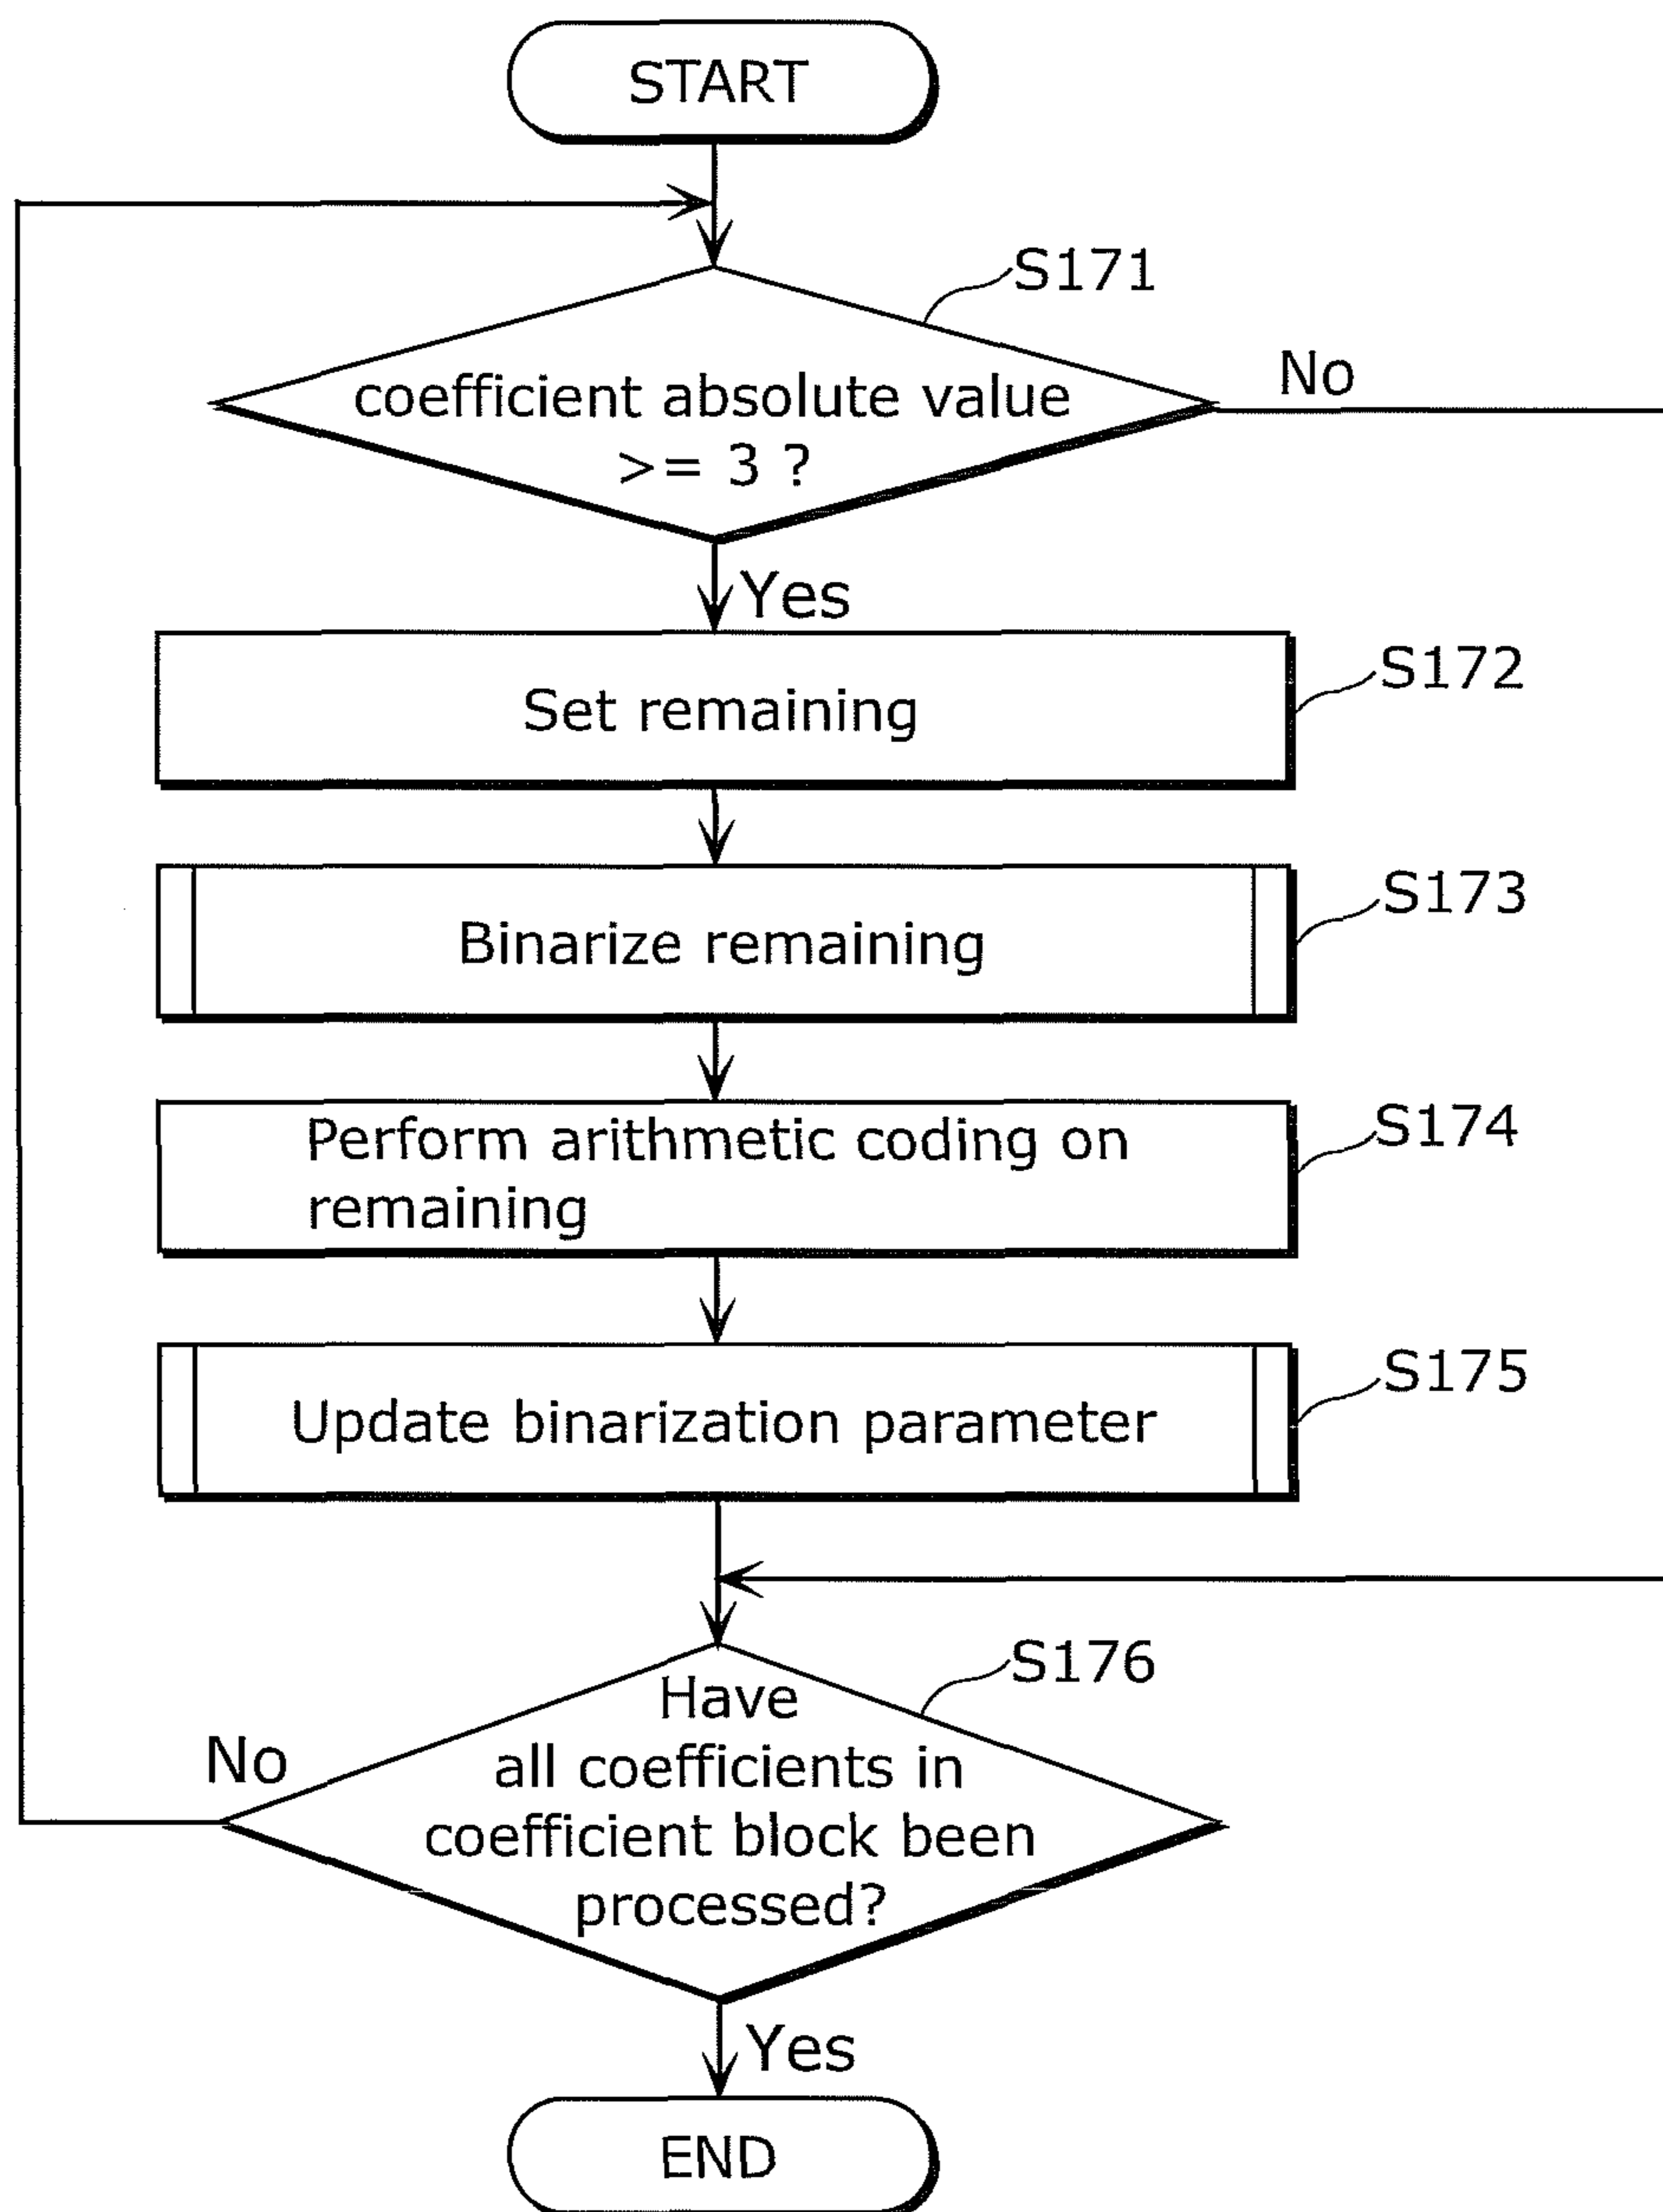 START
S171
coefficient absolute value
>= 3 ?
No
Yes
S172
Set remaining
S173
Binarize remaining
S174
Perform arithmetic coding on
remaining
S175
Update binarization parameter
S176
Have
all coefficients in
coefficient block been
processed?
No
Yes
END